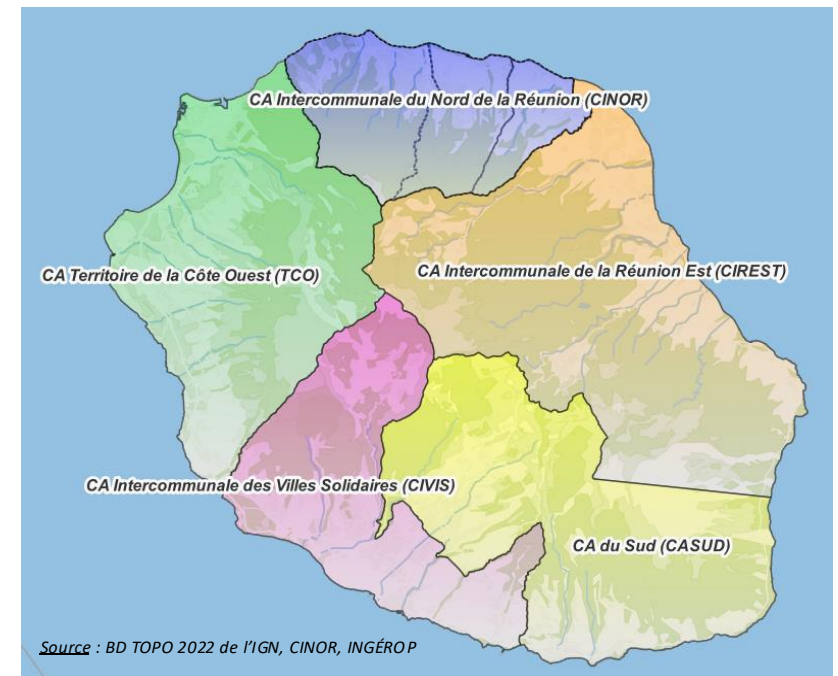 CA Intercommunale du Nord de la Réunion (CINOR)
CA Territoire de la Côte Ouest (TCO)
CA Intercommunale de la Réunion Est (CIREST)
CA Intercommunale des Villes Solidaires (CIVIS)
CA du Sud (CASUD)
Source : BD TOPO 2022 de l'IGN, CINOR, INGÉROP